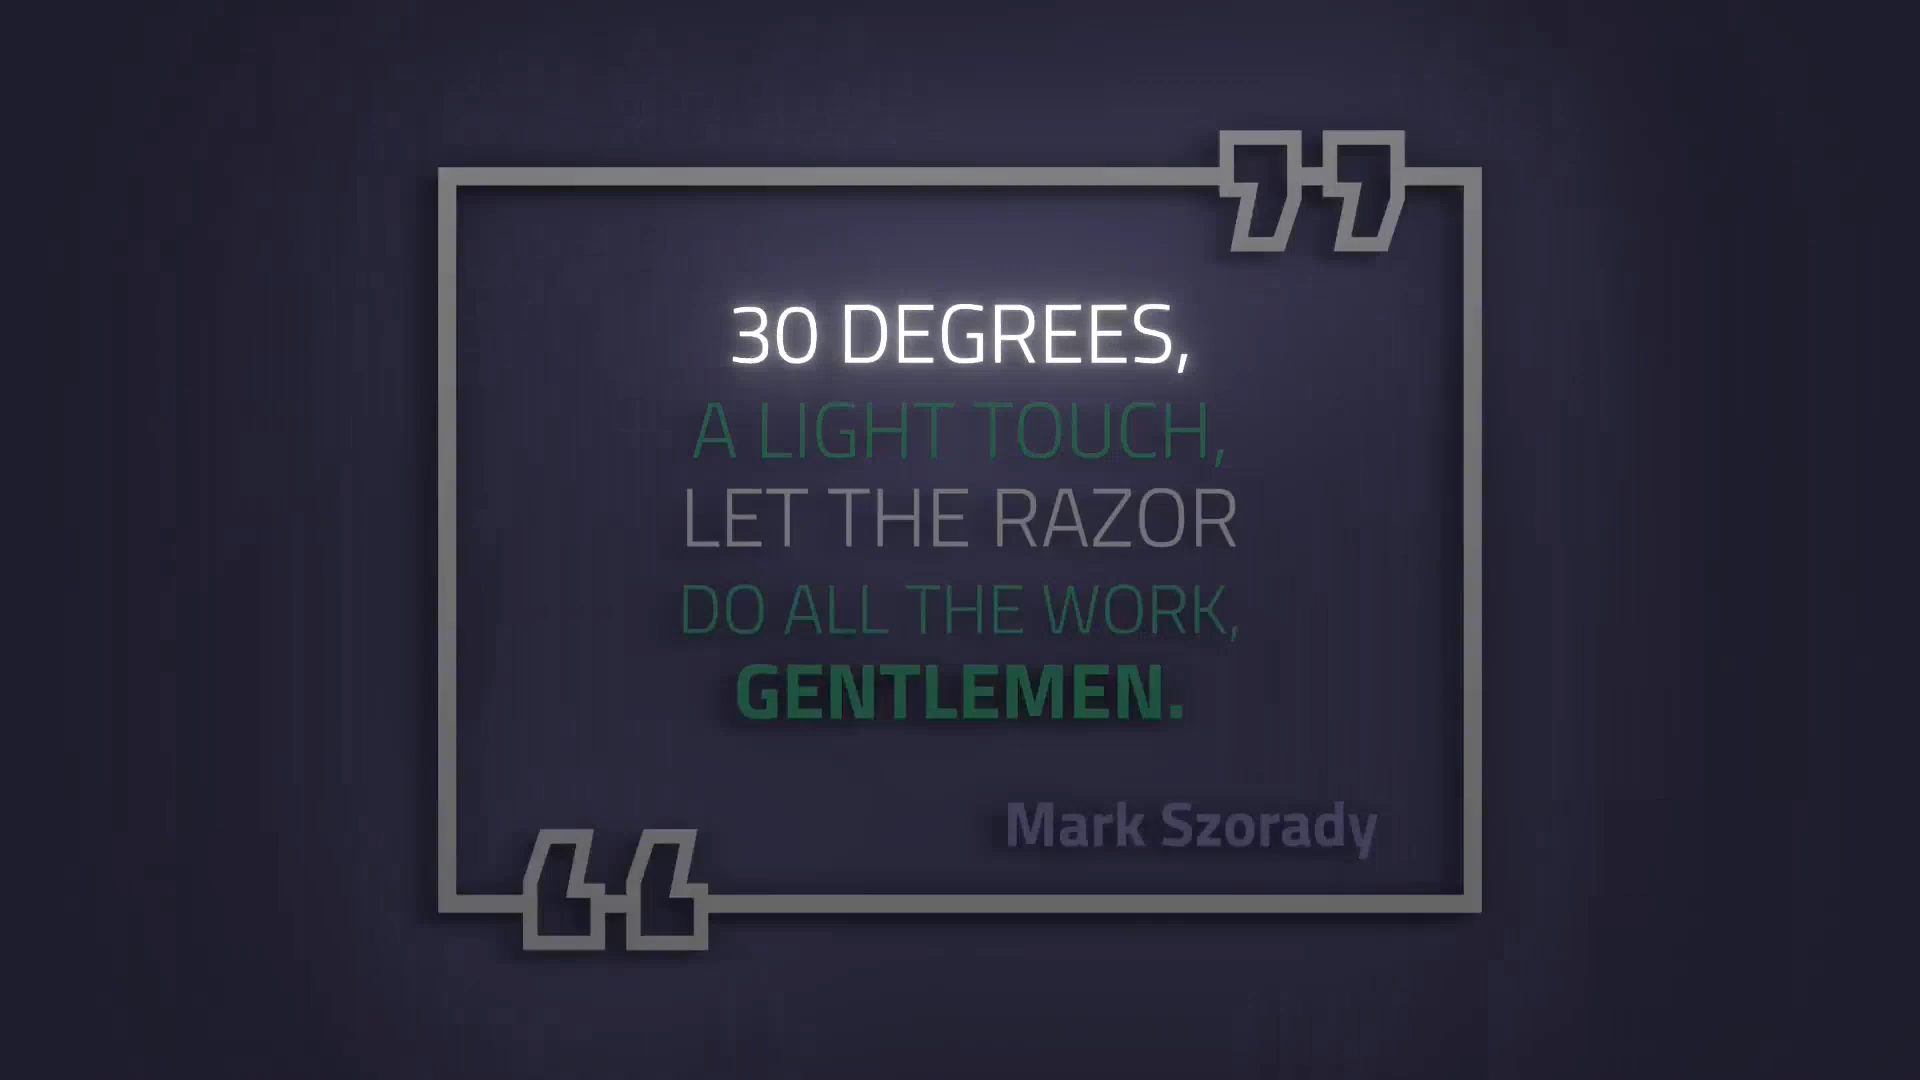 30 DEGREES,
A LIGHT TOUCH,
LET THE RAZOR
DO ALL THE WORK,
GENTLEMEN.
Mark Szorady